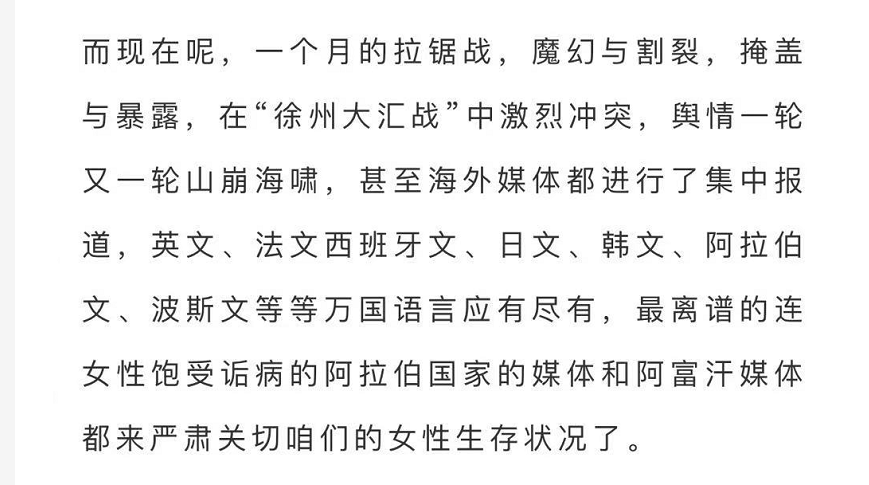 而现在呢，一个月的拉锯战，魔幻与割裂，掩盖
与暴露，在“徐州大汇战”中激烈冲突，舆情一轮
又一轮山崩海啸，甚至海外媒体都进行了集中报
道，英文、法文西班牙文、日文、韩文、阿拉伯
文、波斯文等等万国语言应有尽有，最离谱的连
女性饱受诟病的阿拉伯国家的媒体和阿富汗媒体
都来严肃关切咱们的女性生存状况了。